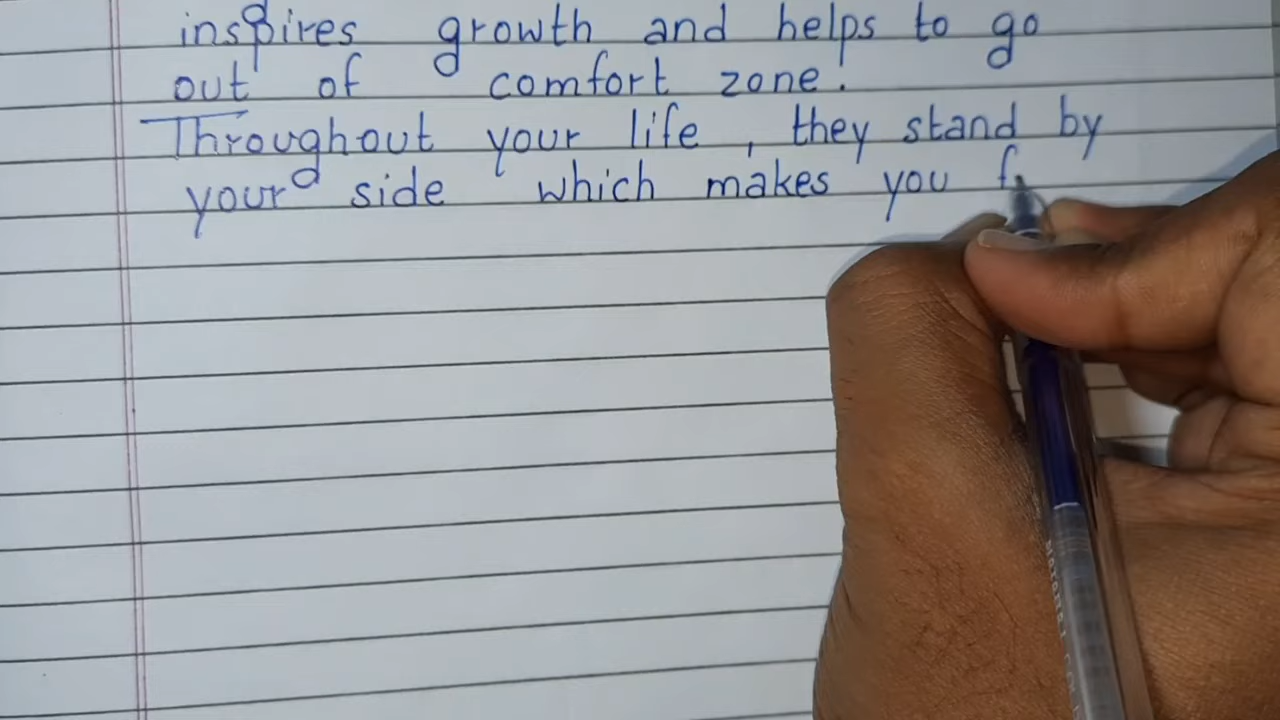 inspires growth and helps to go
out of comfort zone.
Throughout your life, they stand by
your side which makes you f